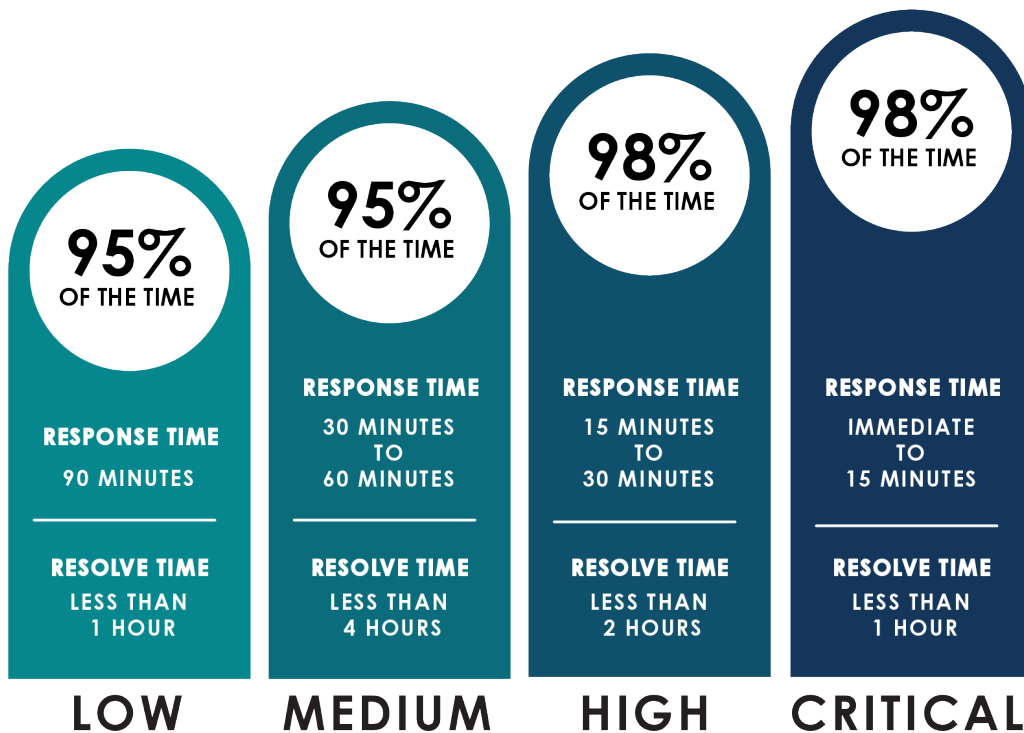 95%
OF THE TIME
RESPONSE TIME
90 MINUTES
RESOLVE TIME
LESS THAN
1 HOUR
LOW
95%
OF THE TIME
RESPONSE TIME
30 MINUTES
TO
60 MINUTES
RESOLVE TIME
LESS THAN
4 HOURS
MEDIUM
98%
OF THE TIME
RESPONSE TIME
15 MINUTES
TO
30 MINUTES
RESOLVE TIME
LESS THAN
2 HOURS
HIGH
98%
OF THE TIME
RESPONSE TIME
IMMEDIATE
TO
15 MINUTES
RESOLVE TIME
LESS THAN
1 HOUR
CRITICAL